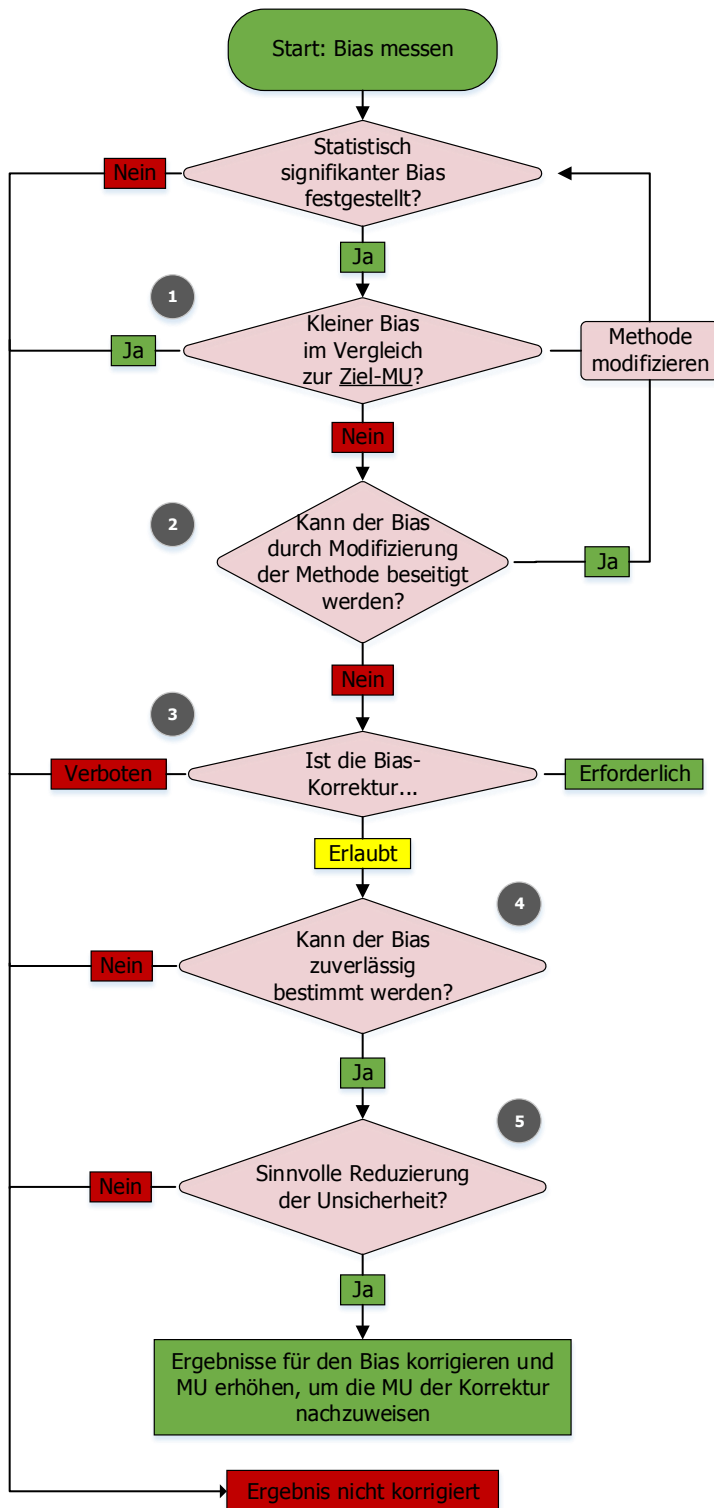 Start: Bias messen
Statistisch
signifikanter Bias
festgestellt?
Nein
Ja
1
Kleiner Bias
im Vergleich
zur Ziel-MU?
Ja
Methode
modifizieren
Nein
2
Kann der Bias
durch Modifizierung
der Methode beseitigt
werden?
Ja
Nein
3
Ist die Bias-
Korrektur...
Verboten
Erforderlich
Erlaubt
4
Kann der Bias
zuverlässig
bestimmt werden?
Nein
Ja
5
Sinnvolle Reduzierung
der Unsicherheit?
Nein
Ja
Ergebnisse für den Bias korrigieren und
MU erhöhen, um die MU der Korrektur
nachzuweisen
Ergebnis nicht korrigiert